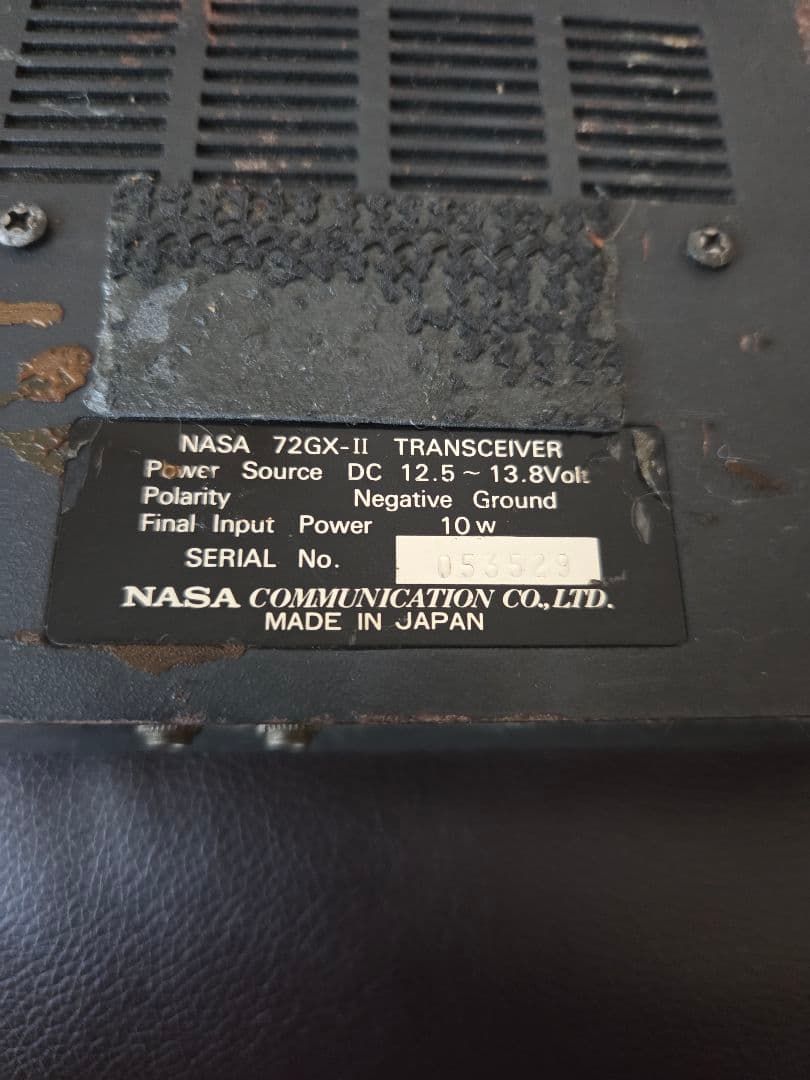 NASA 72GX-II TRANSCEIVER
Power Source DC 12.5~13.8Volt
Polarity Negative Ground
Final Input Power 10w
SERIAL No. 053529
NASA COMMUNICATION CO., LTD.
MADE IN JAPAN